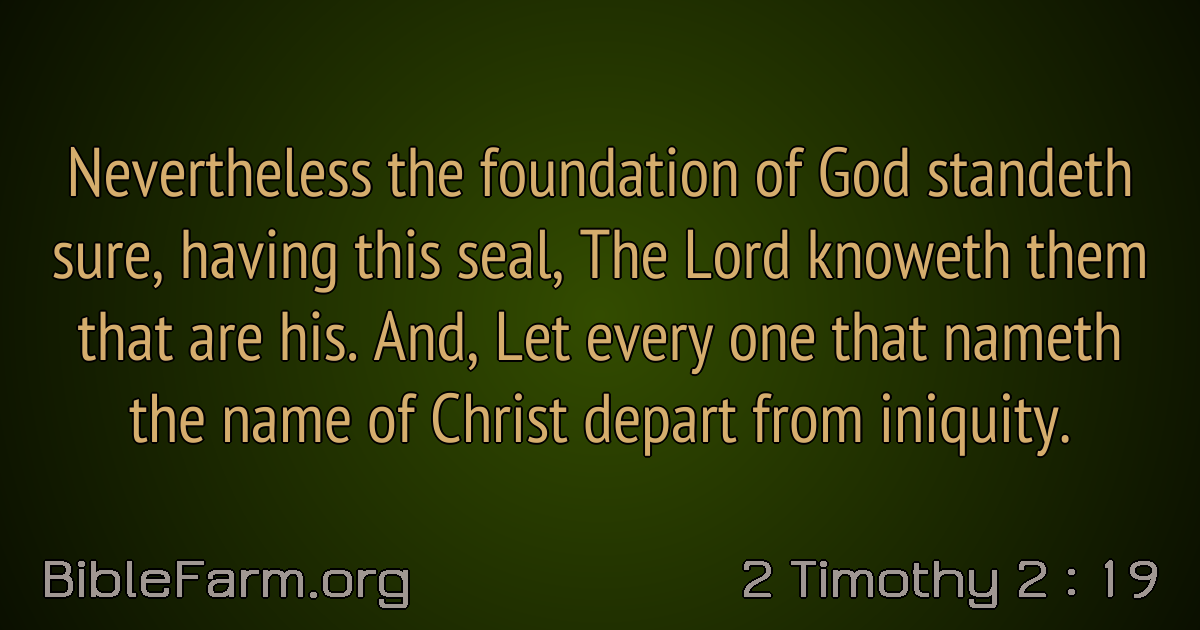 Nevertheless the foundation of God standeth
sure, having this seal, The Lord knoweth them
that are his. And, Let every one that nameth
the name of Christ depart from iniquity.
BibleFarm.org
2 Timothy 2 : 19